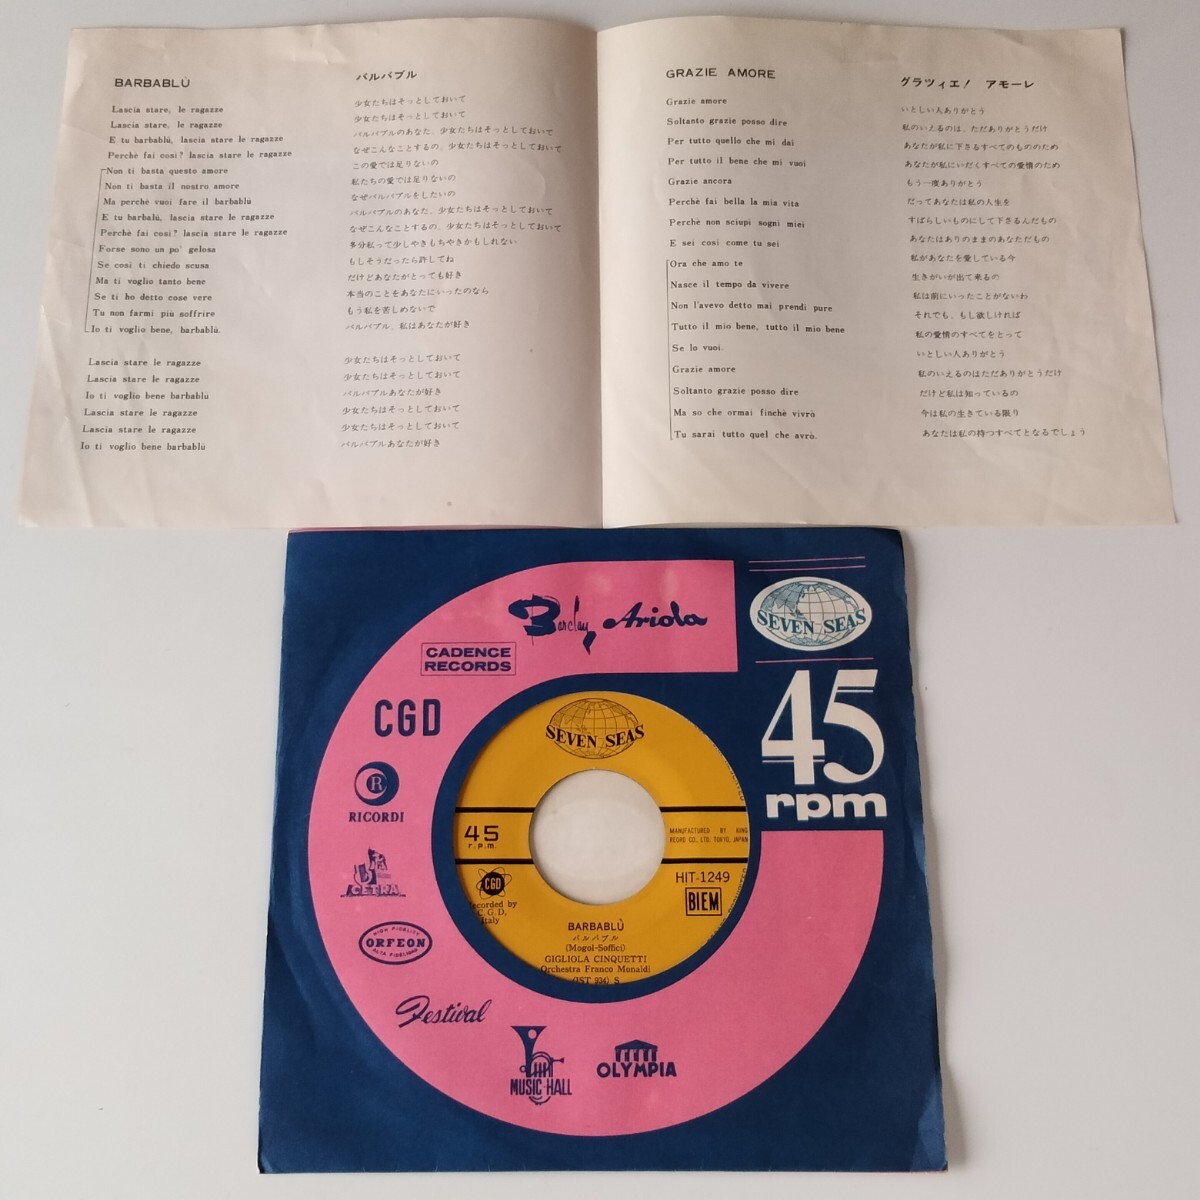 BARBABLÙ
Lascia stare, le ragazze
Lascia stare, le ragazze
E tu barbablù, lascia stare le ragazze
Perchè fai così? lascia stare le ragazze
Non ti basta questo amore
Non ti basta il nostro amore
Ma perchè vuoi fare il barbablù
E tu barbalù, lascia stare le ragazze
Perchè fai così? lascia stare le ragazze
Forse sono un po' gelosa
Se così ti chiedo scusa
Ma ti voglio tanto bene
Se ti ho detto cose vere
Tu non farmi più soffrire
Io ti voglio bene, barbablù.
Lascia stare le ragazze
Lascia stare le ragazze
Io ti voglio bene barbablù
Lascia stare le ragazze
Lascia stare le ragazze
Io ti voglio bene barbablù
バルバブル
少女たちはそっとしておいて
少女たちはそっとしておいて
バルバブルのあなた、少女たちはそっとしておいて
なぜこんなことするの、少女たちはそっとしておいて
この愛では足りないの
私たちの愛では足りないの
なぜバルバブルをしたいの
バルバブルのあなた、少女たちはそっとしておいて
なぜこんなことするの、少女たちはそっとしておいて
多分私って少しやきもちやきかもしれない
もしそうだったら許してね
だけどあなたがとっても好き
本当のことをあなたにいったのなら
もう私を苦しめないで
バルバブル、私はあなたが好き
少女たちはそっとしておいて
少女たちはそっとしておいて
バルバブルあなたが好き
少女たちはそっとしておいて
少女たちはそっとしておいて
バルバブルあなたが好き
GRAZIE AMORE
Grazie amore
Soltanto grazie posso dire
Per tutto quello che mi dai
Per tutto il bene che mi vuoi
Grazie ancora
Perchè fai bella la mia vita
Perchè non sciupi sogni miei
E sei così come tu sei
Ora che amo te
Nasce il tempo da vivere
Non l'avevo detto mai prendi pure
Tutto il mio bene, tutto il mio bene
Se lo vuoi.
Grazie amore
Soltanto grazie posso dire
Ma so che ormai finchè vivrò
Tu sarai tutto quel che avrò.
グラツィエ! アモーレ
いとしい人ありがとう
私のいえるのは、ただありがとうだけ
あなたが私に下さるすべてのもののため
あなたが私にいだくすべての愛情のため
もう一度ありがとう
だってあなたは私の人生を
すばらしいものにして下さるんだもの
あなたはありのままのあなただもの
私があなたを愛している今
生きがいが出て来るの
私は前にいったことがないわ
それでも、もし欲しければ
私の愛情のすべてをとって
いとしい人ありがとう
私のいえるのはただありがとうだけ
だけど私は知っているの
今は私の生きている限り
あなたは私の持つすべてとなるでしょう
Barclay
Ariola
CADENCE
RECORDS
CGD
R
RICORDI
CETRA
HIGH FIDELITY
ORFEON
ALTA FIDELIDAD
Festival
MUSIC-HALL
OLYMPIA
SEVEN SEAS
45
rpm
SEVEN SEAS
45
r.p.m.
MANUFACTURED BY KING
RECORD CO., LTD. TOKYO, JAPAN
CGD
Recorded by
C.G.D,
Italy
HIT-1249
BIEM
BARBABLÙ
バルバブル
(Mogol-Soffici)
GIGLIOLA CINQUETTI
Orchestra Franco Monaldi
(IST 934) S